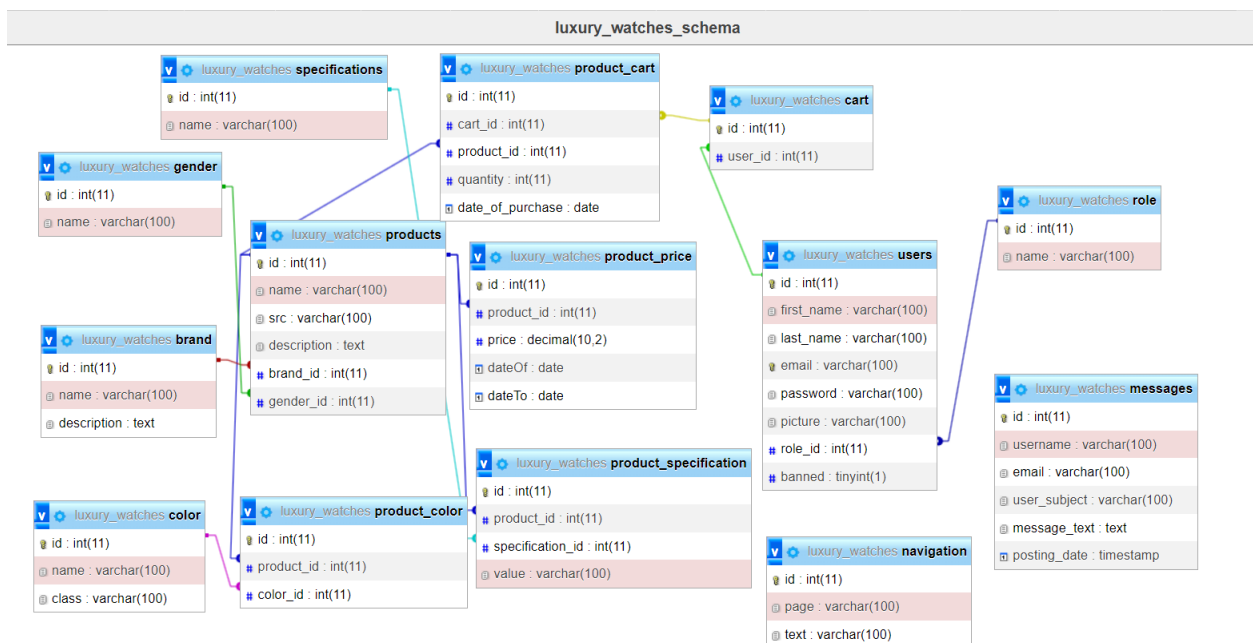 luxury_watches_schema
luxury_watches specifications
id : int(11)
name : varchar(100)
luxury_watches product_cart
id : int(11)
cart_id : int(11)
product_id : int(11)
quantity : int(11)
date_of_purchase : date
luxury_watches cart
id : int(11)
user_id : int(11)
luxury_watches gender
id : int(11)
name : varchar(100)
luxury_watches role
id : int(11)
name : varchar(100)
luxury_watches products
id : int(11)
name : varchar(100)
src : varchar(100)
description : text
brand_id : int(11)
gender_id : int(11)
luxury_watches product_price
id : int(11)
product_id : int(11)
price : decimal(10,2)
dateOf : date
dateTo : date
luxury_watches users
id : int(11)
first_name : varchar(100)
last_name : varchar(100)
email : varchar(100)
password : varchar(100)
picture : varchar(100)
role_id : int(11)
banned : tinyint(1)
luxury_watches brand
id : int(11)
name : varchar(100)
description : text
luxury_watches messages
id : int(11)
username : varchar(100)
email : varchar(100)
user_subject : varchar(100)
message_text : text
posting_date : timestamp
luxury_watches product_specification
id : int(11)
product_id : int(11)
specification_id : int(11)
value : varchar(100)
luxury_watches color
id : int(11)
name : varchar(100)
class : varchar(100)
luxury_watches product_color
id : int(11)
product_id : int(11)
color_id : int(11)
luxury_watches navigation
id : int(11)
page : varchar(100)
text : varchar(100)